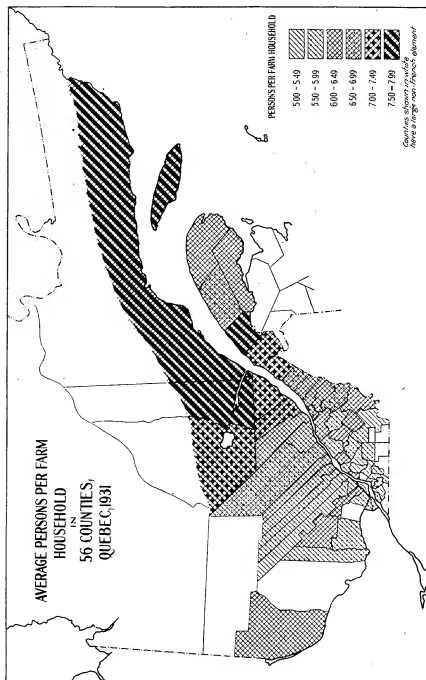 AVERAGE PERSONS PER FARM
HOUSEHOLD
IN
56 COUNTIES,
QUEBEC, 1931
PERSONS PER FARM HOUSEHOLD
5.00 - 5.49
5.50 - 5.99
6.00 - 6.49
6.50 - 6.99
7.00 - 7.49
7.50 - 7.99
Counties shown in white
have a large non-French element